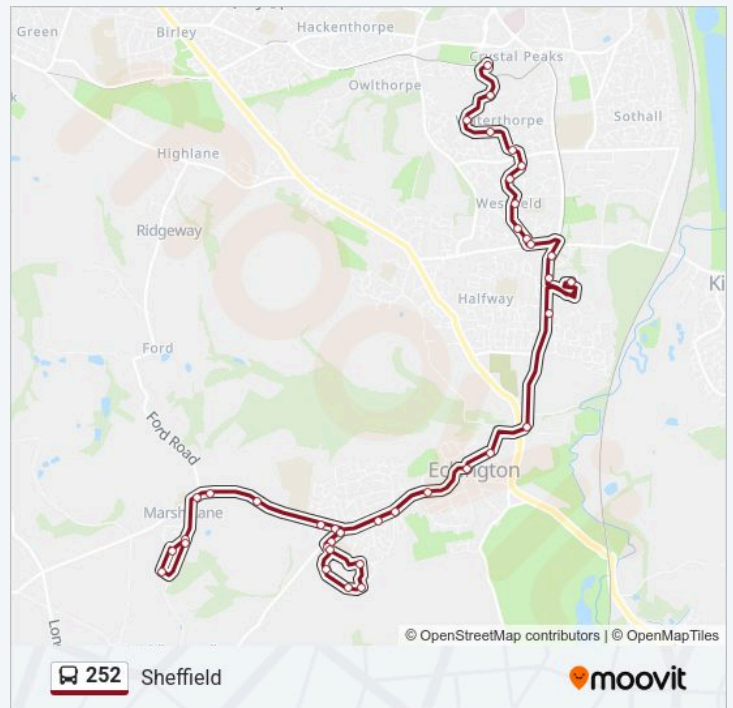 Green
Birley
Hackenthorpe
Crystal Peaks
Owlthorpe
Waterthorpe
Sothall
Highlane
Westfield
Ridgeway
Ki
Halfway
Ford
Ford Road
Eckington
Marsh Lane
© OpenStreetMap contributors | © OpenMapTiles
252 Sheffield
moovit